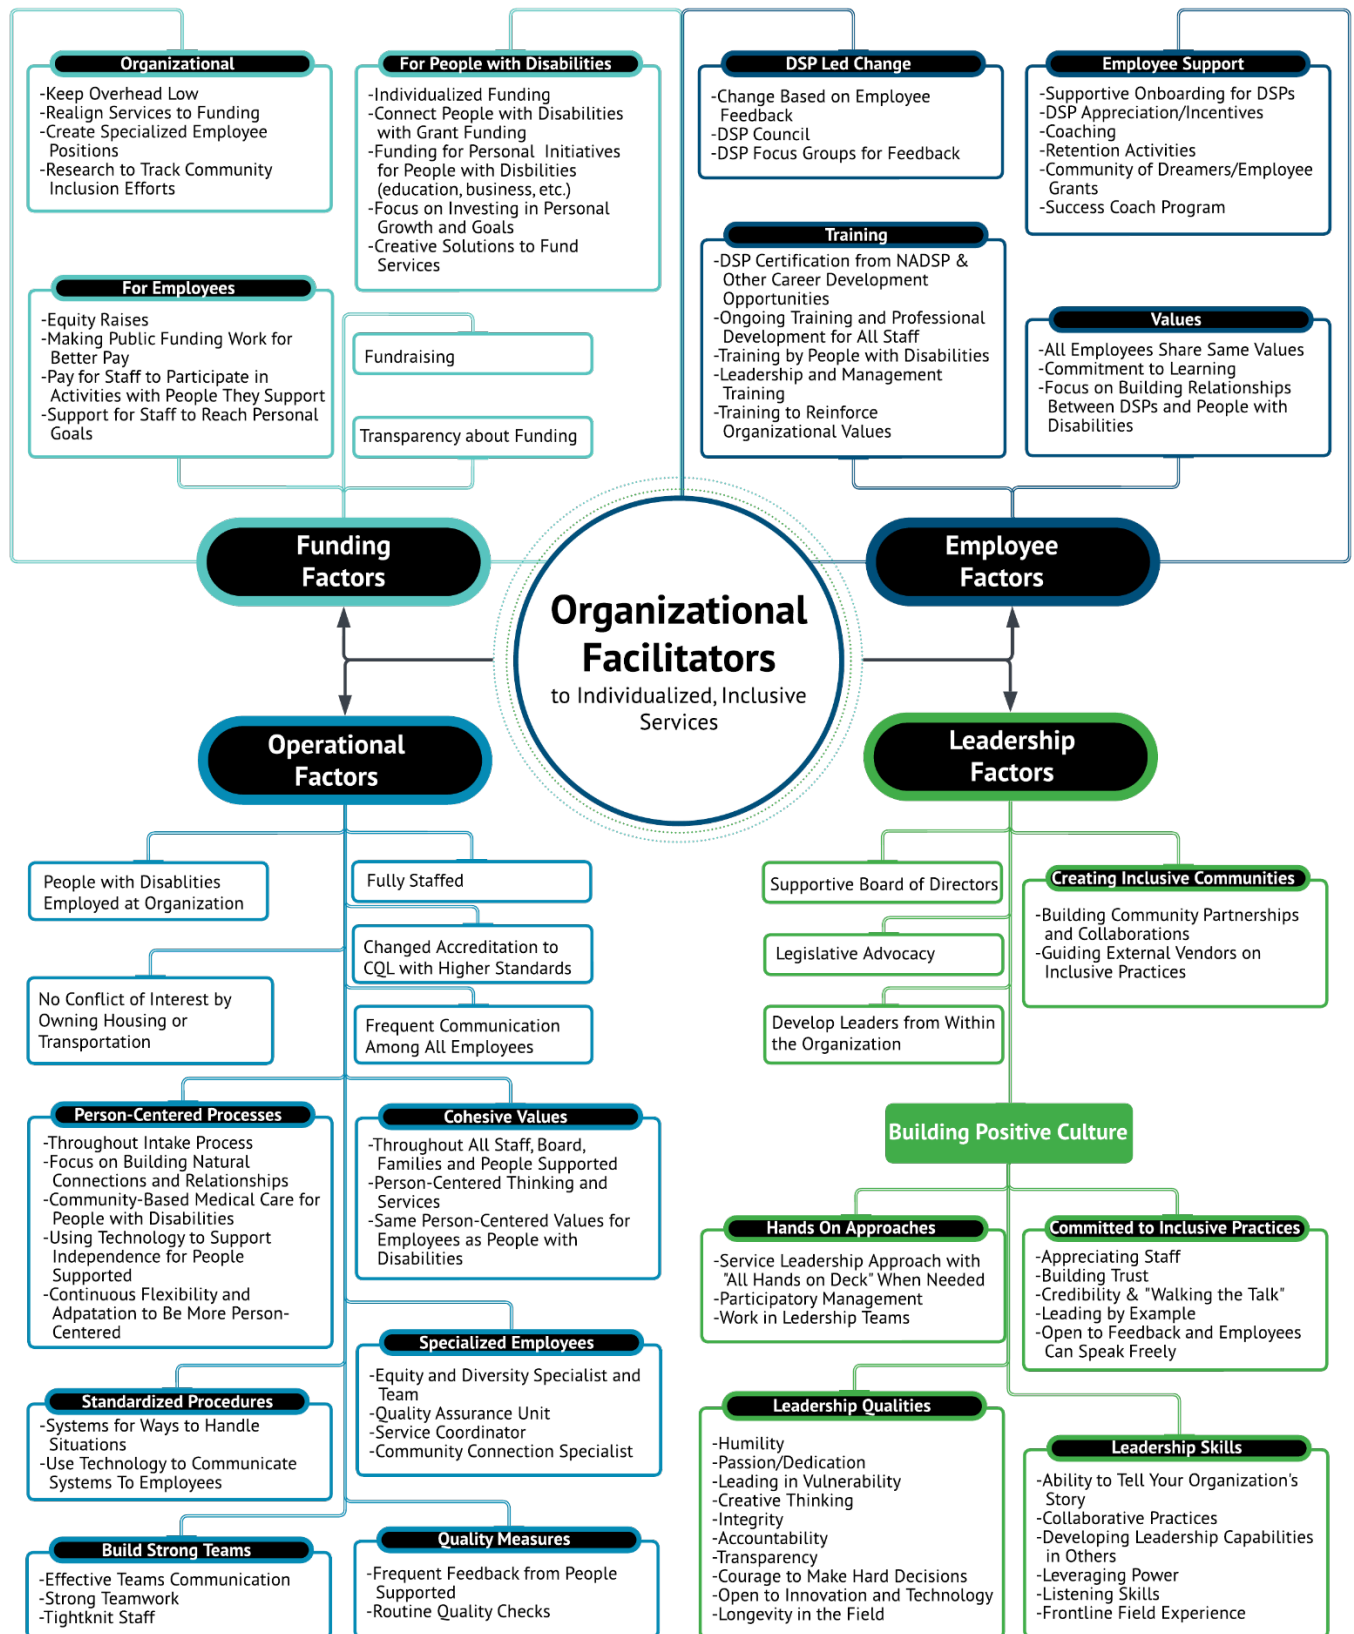 Organizational
-Keep Overhead Low
-Realign Services to Funding
-Create Specialized Employee
Positions
-Research to Track Community
Inclusion Efforts
For People with Disabilities
-Individualized Funding
-Connect People with Disabilities
with Grant Funding
-Funding for Personal Initiatives
for People with Disbilities
(education, business, etc.)
-Focus on Investing in Personal
Growth and Goals
-Creative Solutions to Fund
Services
For Employees
-Equity Raises
-Making Public Funding Work for
Better Pay
-Pay for Staff to Participate in
Activities with People They Support
-Support for Staff to Reach Personal
Goals
Fundraising
Transparency about Funding
Funding
Factors
DSP Led Change
-Change Based on Employee
Feedback
-DSP Council
-DSP Focus Groups for Feedback
Employee Support
-Supportive Onboarding for DSPs
-DSP Appreciation/Incentives
-Coaching
-Retention Activities
-Community of Dreamers/Employee
Grants
-Success Coach Program
Training
-DSP Certification from NADSP &
Other Career Development
Opportunities
-Ongoing Training and Professional
Development for All Staff
-Training by People with Disabilities
-Leadership and Management
Training
-Training to Reinforce
Organizational Values
Values
-All Employees Share Same Values
-Commitment to Learning
-Focus on Building Relationships
Between DSPs and People with
Disabilities
Employee
Factors
Organizational
Facilitators
to Individualized, Inclusive
Services
Operational
Factors
People with Disablities
Employed at Organization
Fully Staffed
Changed Accreditation to
CQL with Higher Standards
No Conflict of Interest by
Owning Housing or
Transportation
Frequent Communication
Among All Employees
Person-Centered Processes
-Throughout Intake Process
-Focus on Building Natural
Connections and Relationships
-Community-Based Medical Care for
People with Disabilities
-Using Technology to Support
Independence for People
Supported
-Continuous Flexibility and
Adpatation to Be More Person-
Centered
Cohesive Values
-Throughout All Staff, Board,
Families and People Supported
-Person-Centered Thinking and
Services
-Same Person-Centered Values for
Employees as People with
Disabilities
Specialized Employees
-Equity and Diversity Specialist and
Team
-Quality Assurance Unit
-Service Coordinator
-Community Connection Specialist
Standardized Procedures
-Systems for Ways to Handle
Situations
-Use Technology to Communicate
Systems To Employees
Build Strong Teams
-Effective Teams Communication
-Strong Teamwork
-Tightknit Staff
Quality Measures
-Frequent Feedback from People
Supported
-Routine Quality Checks
Leadership
Factors
Supportive Board of Directors
Legislative Advocacy
Develop Leaders from Within
the Organization
Creating Inclusive Communities
-Building Community Partnerships
and Collaborations
-Guiding External Vendors on
Inclusive Practices
Building Positive Culture
Hands On Approaches
-Service Leadership Approach with
"All Hands on Deck" When Needed
-Participatory Management
-Work in Ledership Teams
Committed to Inclusive Practices
-Appreciating Staff
-Building Trust
-Credibility & "Walking the Talk"
-Leading by Example
-Open to Feedback and Employees
Can Speak Freely
Leadership Qualities
-Humility
-Passion/Dedication
-Leading in Vulnerability
-Creative Thinking
-Integrity
-Accountability
-Transparency
-Courage to Make Hard Decisions
-Open to Innovation and Technology
-Longevity in the Field
Leadership Skills
-Ability to Tell Your Organization's
Story
-Collaborative Practices
-Developing Leadership Capabilities
in Others
-Leveraging Power
-Listening Skills
-Frontline Field Experience